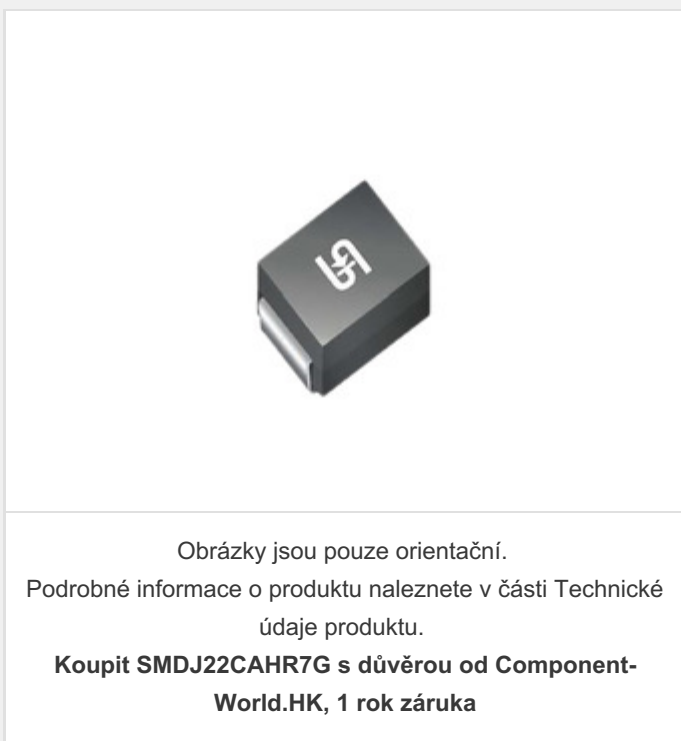 Obrázky jsou pouze orientační.
Podrobné informace o produktu naleznete v části Technické
údaje produktu.
Koupit SMDJ22CAHR7G s důvěrou od Component-
World.HK, 1 rok záruka